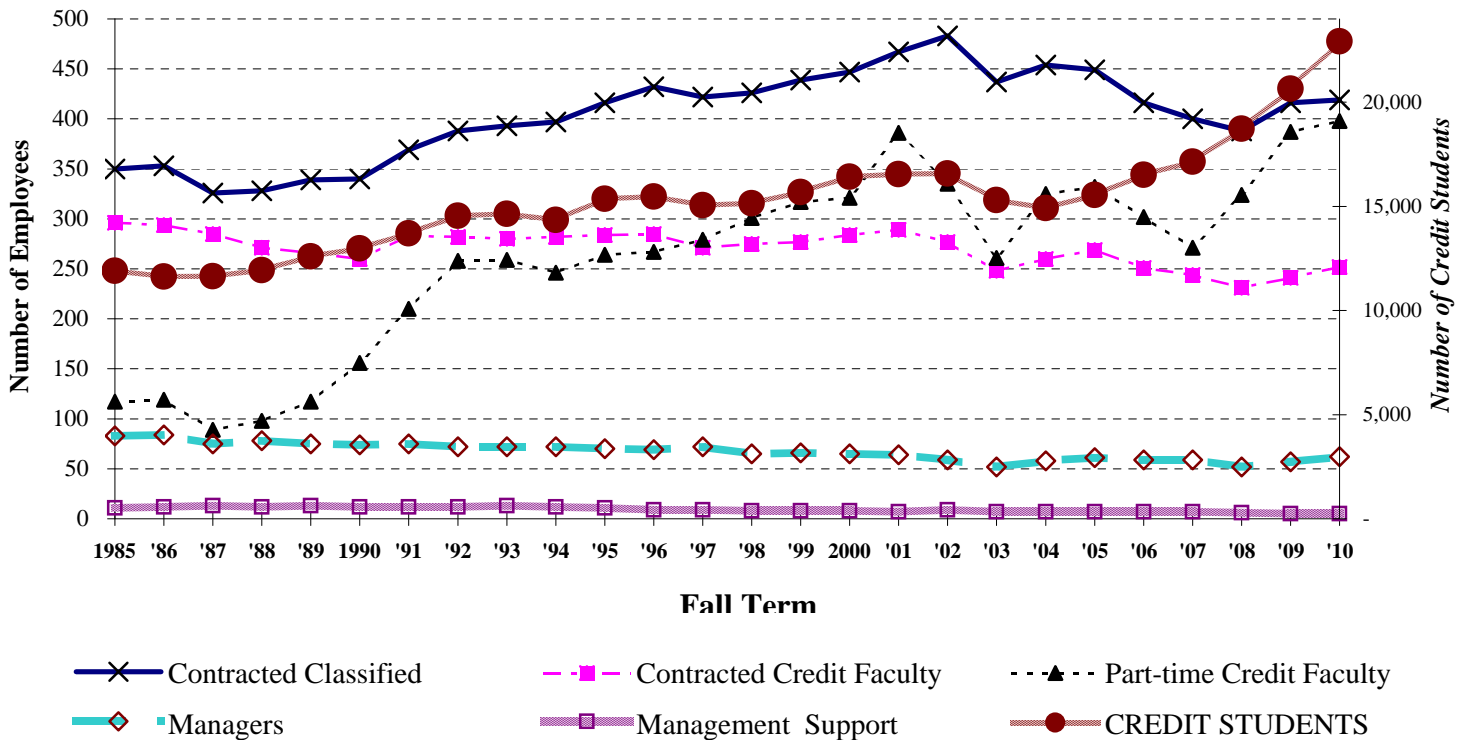 500
450
400
350
300
250
200
150
100
50
0
Number of Employees
20,000
15,000
10,000
5,000
-
Number of Credit Students
1985 '86 '87 '88 '89 1990 '91 '92 '93 '94 '95 '96 '97 '98 '99 2000 '01 '02 '03 '04 '05 '06 '07 '08 '09 '10
Fall Term
Contracted Classified Contracted Credit Faculty Part-time Credit Faculty
Managers Management Support CREDIT STUDENTS